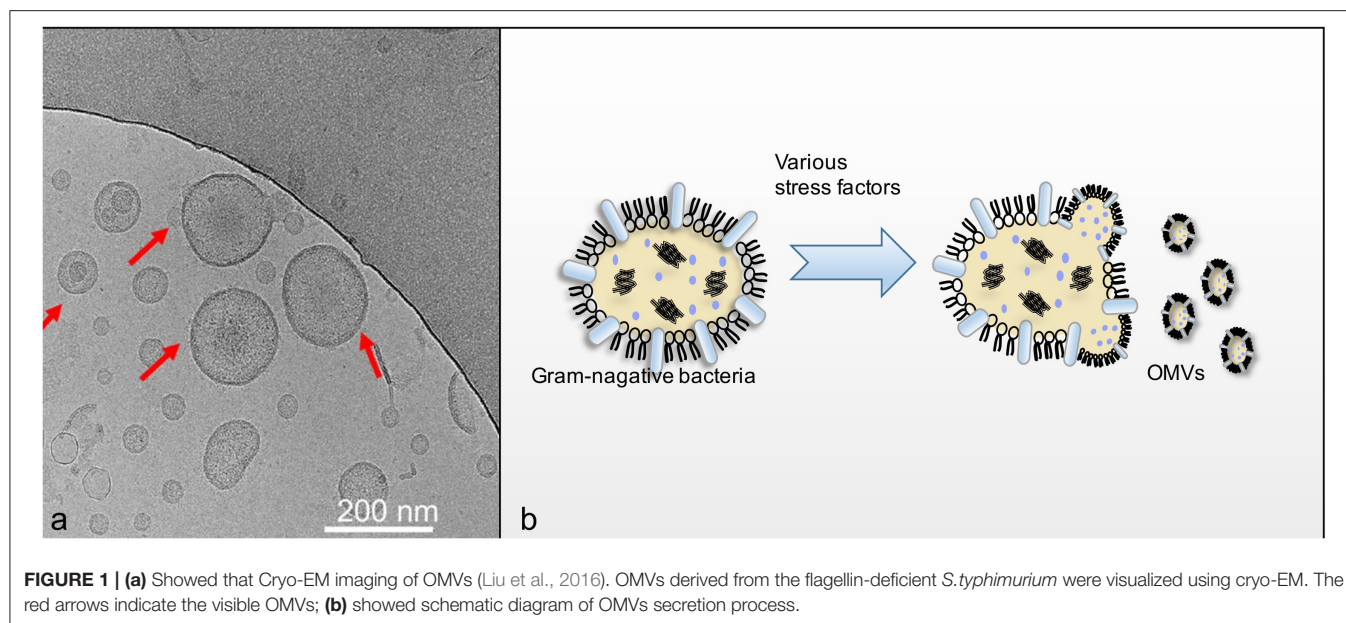 Various
stress factors
Gram-nagative bacteria
OMVs
200 nm
a
b
FIGURE 1 | (a) Showed that Cryo-EM imaging of OMVs (Liu et al., 2016). OMVs derived from the flagellin-deficient S.typhimurium were visualized using cryo-EM. The
red arrows indicate the visible OMVs; (b) showed schematic diagram of OMVs secretion process.